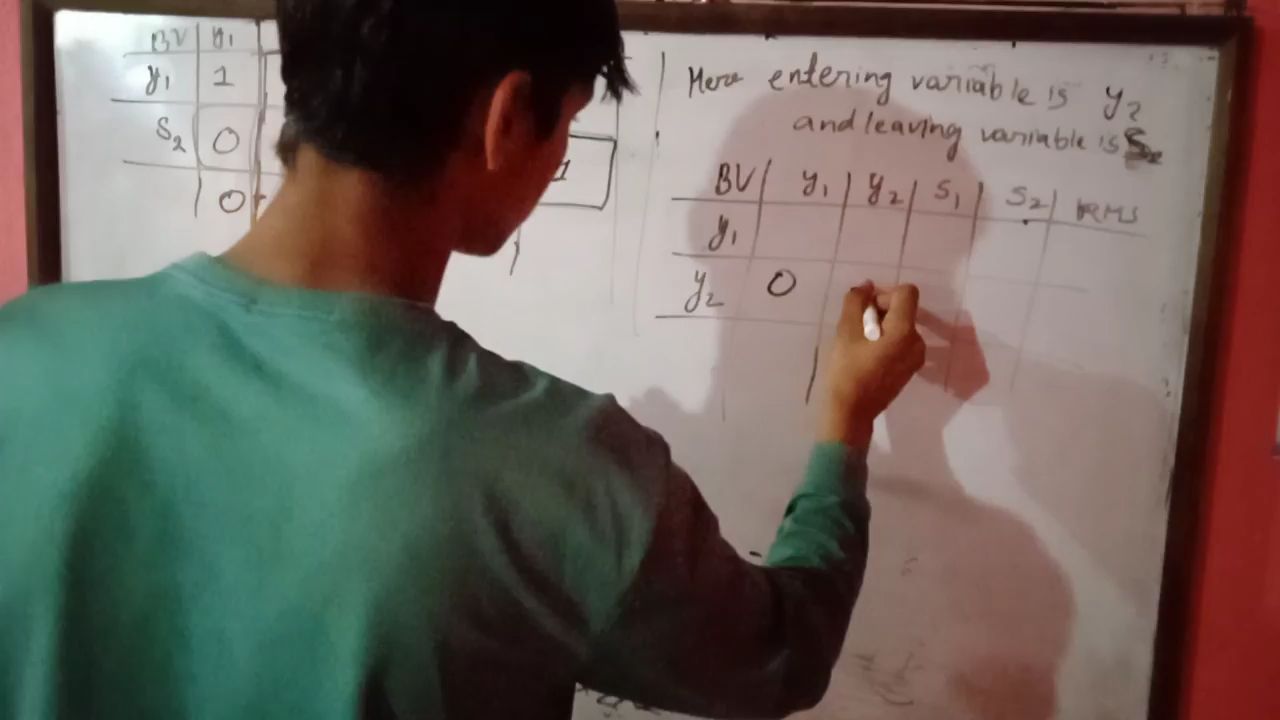 BV y₁
y₁ 1
S₂ 0
0
1
Here entering variable is y₂
and leaving variable is S₂
BV y₁ y₂ S₁ S₂ RHS
y₁
y₂ 0